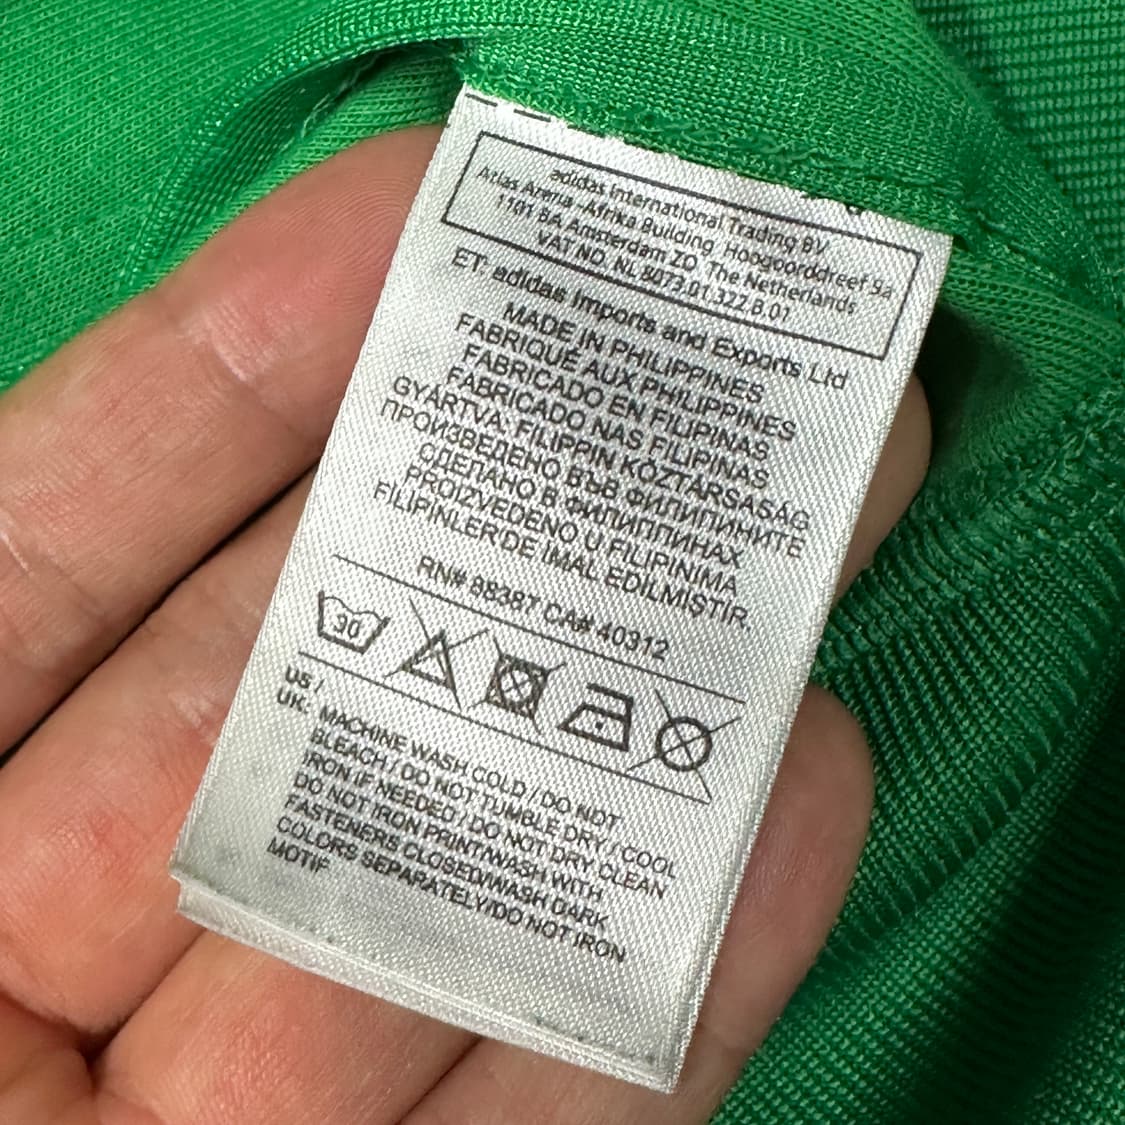 adidas International Trading BV
Atlas Arena-Afrika Building, Hoogoorddreef 9a
1101 BA Amsterdam ZO, The Netherlands
VAT NO. NL 8073.01.322.B.01
ET: adidas Imports and Exports Ltd
MADE IN PHILIPPINES
FABRIQUÉ AUX PHILIPPINES
FABRICADO EN FILIPINAS
FABRICADO NAS FILIPINAS
GYÁRTVA: FILIPPIN KÖZTÁRSASÁG
ПРОИЗВЕДЕНО ВЪВ ФИЛИПИНИТЕ
СДЕЛАНО В ФИЛИППИНАХ
PROIZVEDENO U FILIPINIMA
FILIPINLER'DE IMAL EDILMIŞTIR.
RN# 88387 CA# 40312
30
US /
UK: MACHINE WASH COLD / DO NOT
BLEACH / DO NOT TUMBLE DRY / COOL
IRON IF NEEDED / DO NOT DRY CLEAN
DO NOT IRON PRINT/WASH WITH
FASTENERS CLOSED/WASH DARK
COLORS SEPARATELY/DO NOT IRON
MOTIF